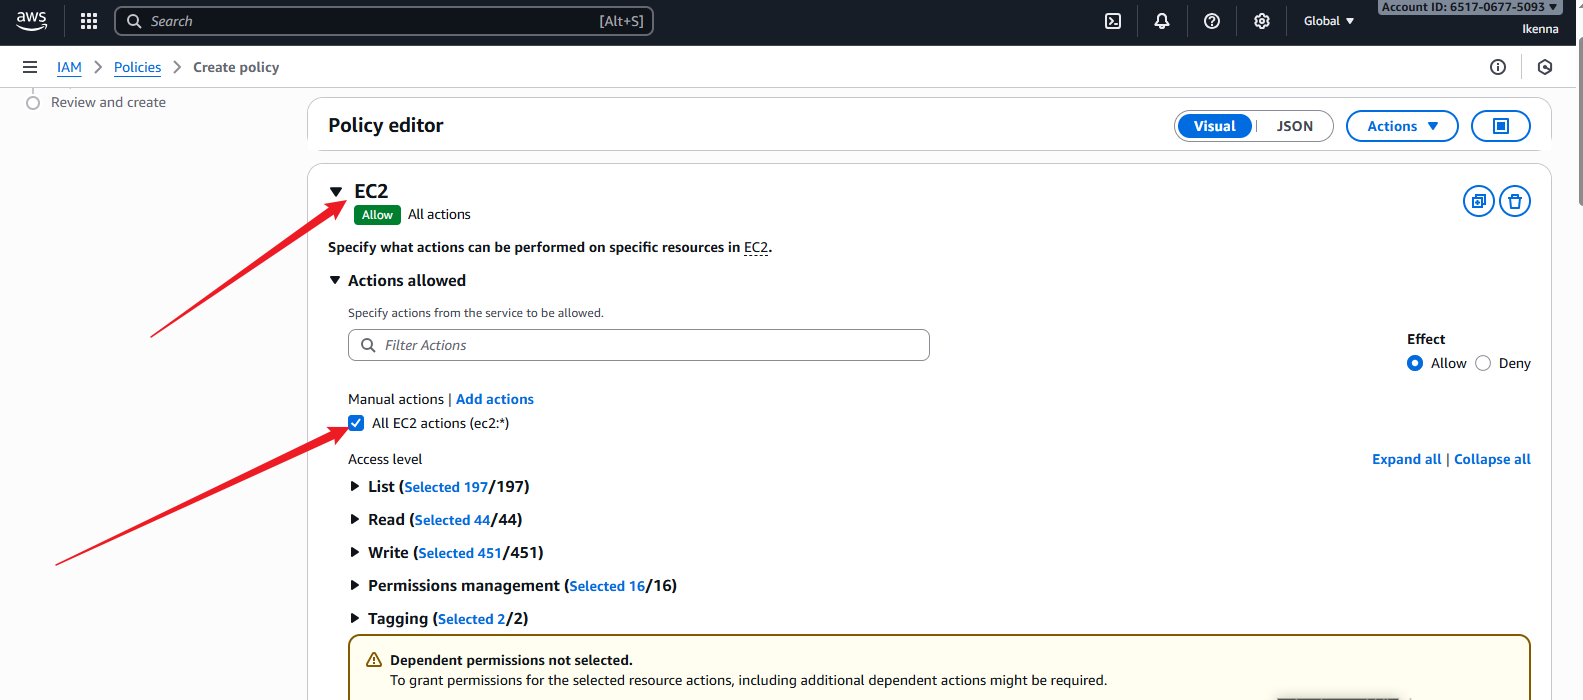 aws
Search [Alt+S]
Global
Account ID: 6517-0677-5093
Ikenna
IAM Policies Create policy
Review and create
Policy editor
Visual JSON Actions
EC2
Allow All actions
Specify what actions can be performed on specific resources in EC2.
Actions allowed
Specify actions from the service to be allowed.
Filter Actions
Effect
Allow Deny
Manual actions | Add actions
All EC2 actions (ec2:*)
Access level
Expand all | Collapse all
List (Selected 197/197)
Read (Selected 44/44)
Write (Selected 451/451)
Permissions management (Selected 16/16)
Tagging (Selected 2/2)
Dependent permissions not selected.
To grant permissions for the selected resource actions, including additional dependent actions might be required.